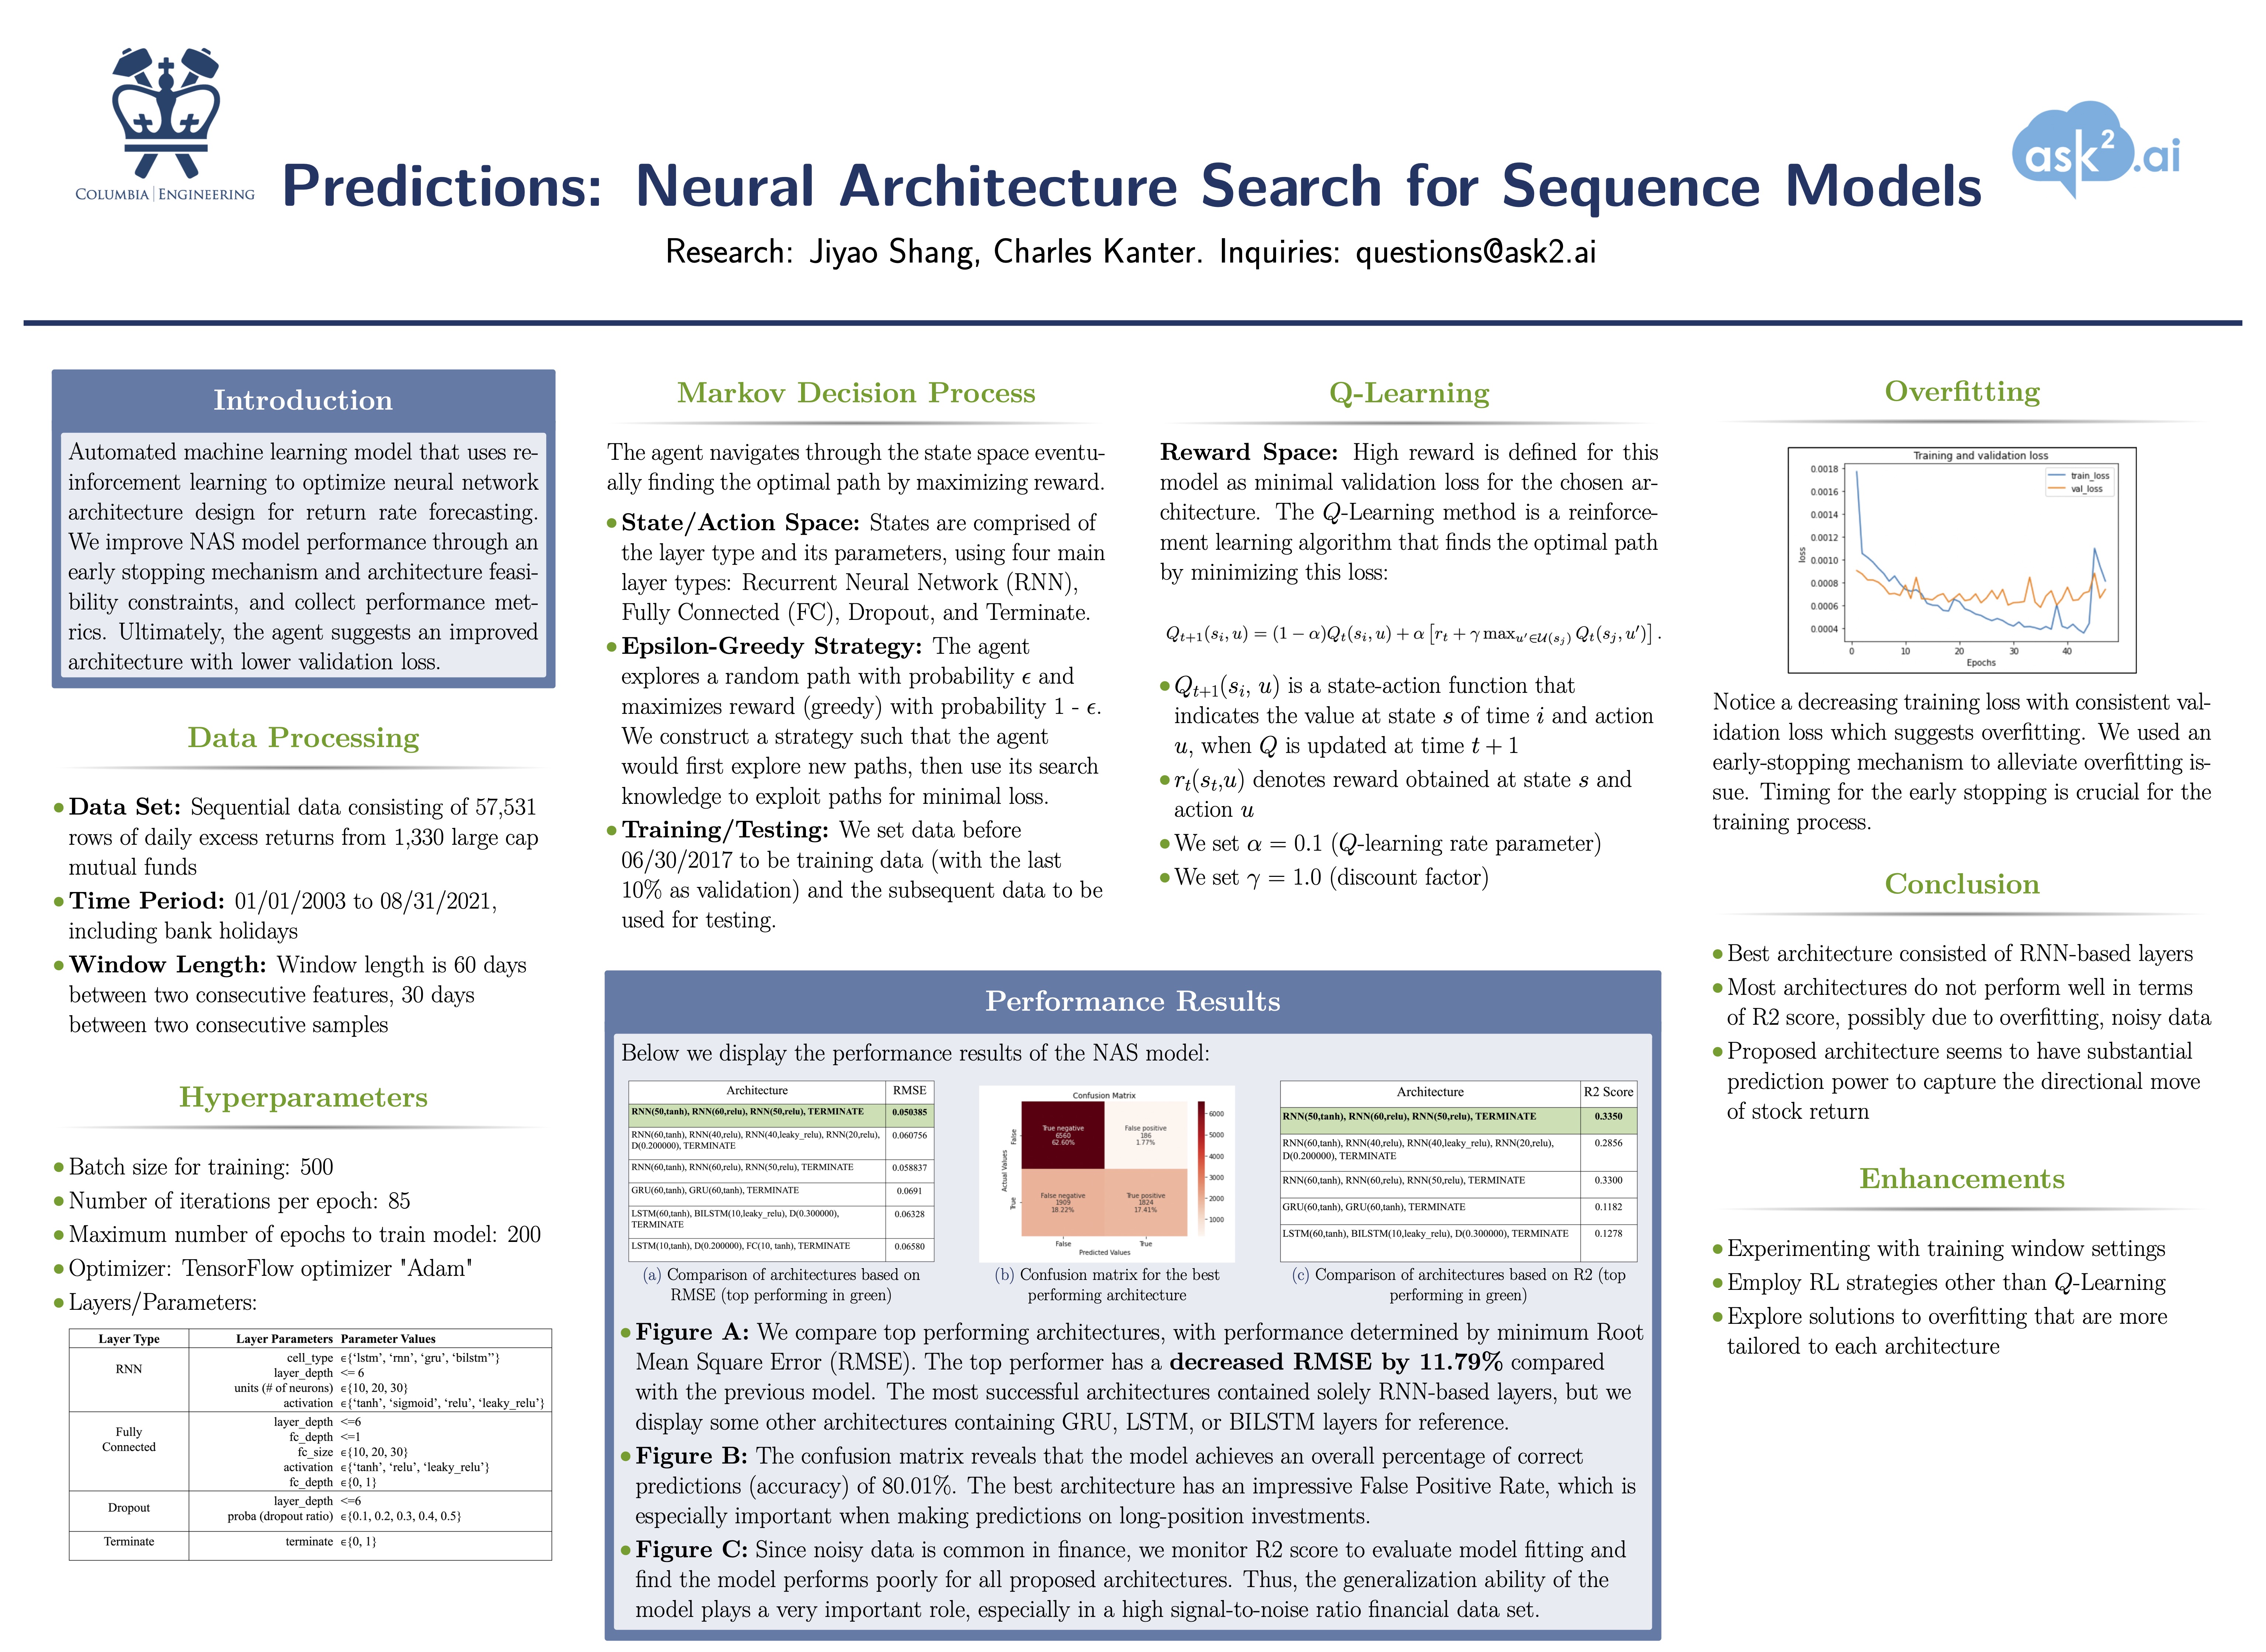 COLUMBIA | ENGINEERING
ask2.ai
Predictions: Neural Architecture Search for Sequence Models
Research: Jiyao Shang, Charles Kanter. Inquiries: questions@ask2.ai
Introduction
Automated machine learning model that uses re-
inforcement learning to optimize neural network
architecture design for return rate forecasting.
We improve NAS model performance through an
early stopping mechanism and architecture feasi-
bility constraints, and collect performance met-
rics. Ultimately, the agent suggests an improved
architecture with lower validation loss.
Data Processing
• Data Set: Sequential data consisting of 57,531
rows of daily excess returns from 1,330 large cap
mutual funds
• Time Period: 01/01/2003 to 08/31/2021,
including bank holidays
• Window Length: Window length is 60 days
between two consecutive features, 30 days
between two consecutive samples
Hyperparameters
• Batch size for training: 500
• Number of iterations per epoch: 85
• Maximum number of epochs to train model: 200
• Optimizer: TensorFlow optimizer "Adam"
• Layers/Parameters:
Layer Type Layer Parameters Parameter Values
RNN
cell_type ∈{‘lstm’, ‘rnn’, ‘gru’, ‘bilstm’’}
layer_depth <= 6
units (# of neurons) ∈{10, 20, 30}
activation ∈{‘tanh’, ‘sigmoid’, ‘relu’, ‘leaky_relu’}
Fully
Connected
layer_depth <=6
fc_depth <=1
fc_size ∈{10, 20, 30}
activation ∈{‘tanh’, ‘relu’, ‘leaky_relu’}
fc_depth ∈{0, 1}
Dropout
layer_depth <=6
proba (dropout ratio) ∈{0.1, 0.2, 0.3, 0.4, 0.5}
Terminate terminate ∈{0, 1}
Markov Decision Process
The agent navigates through the state space eventu-
ally finding the optimal path by maximizing reward.
• State/Action Space: States are comprised of
the layer type and its parameters, using four main
layer types: Recurrent Neural Network (RNN),
Fully Connected (FC), Dropout, and Terminate.
• Epsilon-Greedy Strategy: The agent
explores a random path with probability ϵ and
maximizes reward (greedy) with probability 1 - ϵ.
We construct a strategy such that the agent
would first explore new paths, then use its search
knowledge to exploit paths for minimal loss.
• Training/Testing: We set data before
06/30/2017 to be training data (with the last
10% as validation) and the subsequent data to be
used for testing.
Q-Learning
Reward Space: High reward is defined for this
model as minimal validation loss for the chosen ar-
chitecture. The Q-Learning method is a reinforce-
ment learning algorithm that finds the optimal path
by minimizing this loss:
Q_{t+1}(s_i, u) = (1 − α)Q_t(s_i, u) + α [r_t + γ max_{u′∈U(s_j)} Q_t(s_j, u′)] .
• Q_{t+1}(s_i, u) is a state-action function that
indicates the value at state s of time i and action
u, when Q is updated at time t + 1
• r_t(s_t,u) denotes reward obtained at state s and
action u
• We set α = 0.1 (Q-learning rate parameter)
• We set γ = 1.0 (discount factor)
Performance Results
Below we display the performance results of the NAS model:
Architecture RMSE
RNN(50,tanh), RNN(60,relu), RNN(50,relu), TERMINATE 0.050385
RNN(60,tanh), RNN(40,relu), RNN(40,leaky_relu), RNN(20,relu), 0.060756
D(0.200000), TERMINATE
RNN(60,tanh), RNN(60,relu), RNN(50,relu), TERMINATE 0.058837
GRU(60,tanh), GRU(60,tanh), TERMINATE 0.0691
LSTM(60,tanh), BILSTM(10,leaky_relu), D(0.300000), 0.06328
TERMINATE
LSTM(10,tanh), D(0.200000), FC(10, tanh), TERMINATE 0.06580
(a) Comparison of architectures based on
RMSE (top performing in green)
Confusion Matrix
Actual Values
False
True
True negative
6560
62.60%
False positive
186
1.77%
False negative
1909
18.22%
True positive
1824
17.41%
False True
Predicted Values
6000
5000
4000
3000
2000
1000
(b) Confusion matrix for the best
performing architecture
Architecture R2 Score
RNN(50,tanh), RNN(60,relu), RNN(50,relu), TERMINATE 0.3350
RNN(60,tanh), RNN(40,relu), RNN(40,leaky_relu), RNN(20,relu), 0.2856
D(0.200000), TERMINATE
RNN(60,tanh), RNN(60,relu), RNN(50,relu), TERMINATE 0.3300
GRU(60,tanh), GRU(60,tanh), TERMINATE 0.1182
LSTM(60,tanh), BILSTM(10,leaky_relu), D(0.300000), TERMINATE 0.1278
(c) Comparison of architectures based on R2 (top
performing in green)
• Figure A: We compare top performing architectures, with performance determined by minimum Root
Mean Square Error (RMSE). The top performer has a decreased RMSE by 11.79% compared
with the previous model. The most successful architectures contained solely RNN-based layers, but we
display some other architectures containing GRU, LSTM, or BILSTM layers for reference.
• Figure B: The confusion matrix reveals that the model achieves an overall percentage of correct
predictions (accuracy) of 80.01%. The best architecture has an impressive False Positive Rate, which is
especially important when making predictions on long-position investments.
• Figure C: Since noisy data is common in finance, we monitor R2 score to evaluate model fitting and
find the model performs poorly for all proposed architectures. Thus, the generalization ability of the
model plays a very important role, especially in a high signal-to-noise ratio financial data set.
Overfitting
Training and validation loss
train_loss
val_loss
loss
0.0018
0.0016
0.0014
0.0012
0.0010
0.0008
0.0006
0.0004
0 10 20 30 40
Epochs
Notice a decreasing training loss with consistent val-
idation loss which suggests overfitting. We used an
early-stopping mechanism to alleviate overfitting is-
sue. Timing for the early stopping is crucial for the
training process.
Conclusion
• Best architecture consisted of RNN-based layers
• Most architectures do not perform well in terms
of R2 score, possibly due to overfitting, noisy data
• Proposed architecture seems to have substantial
prediction power to capture the directional move
of stock return
Enhancements
• Experimenting with training window settings
• Employ RL strategies other than Q-Learning
• Explore solutions to overfitting that are more
tailored to each architecture